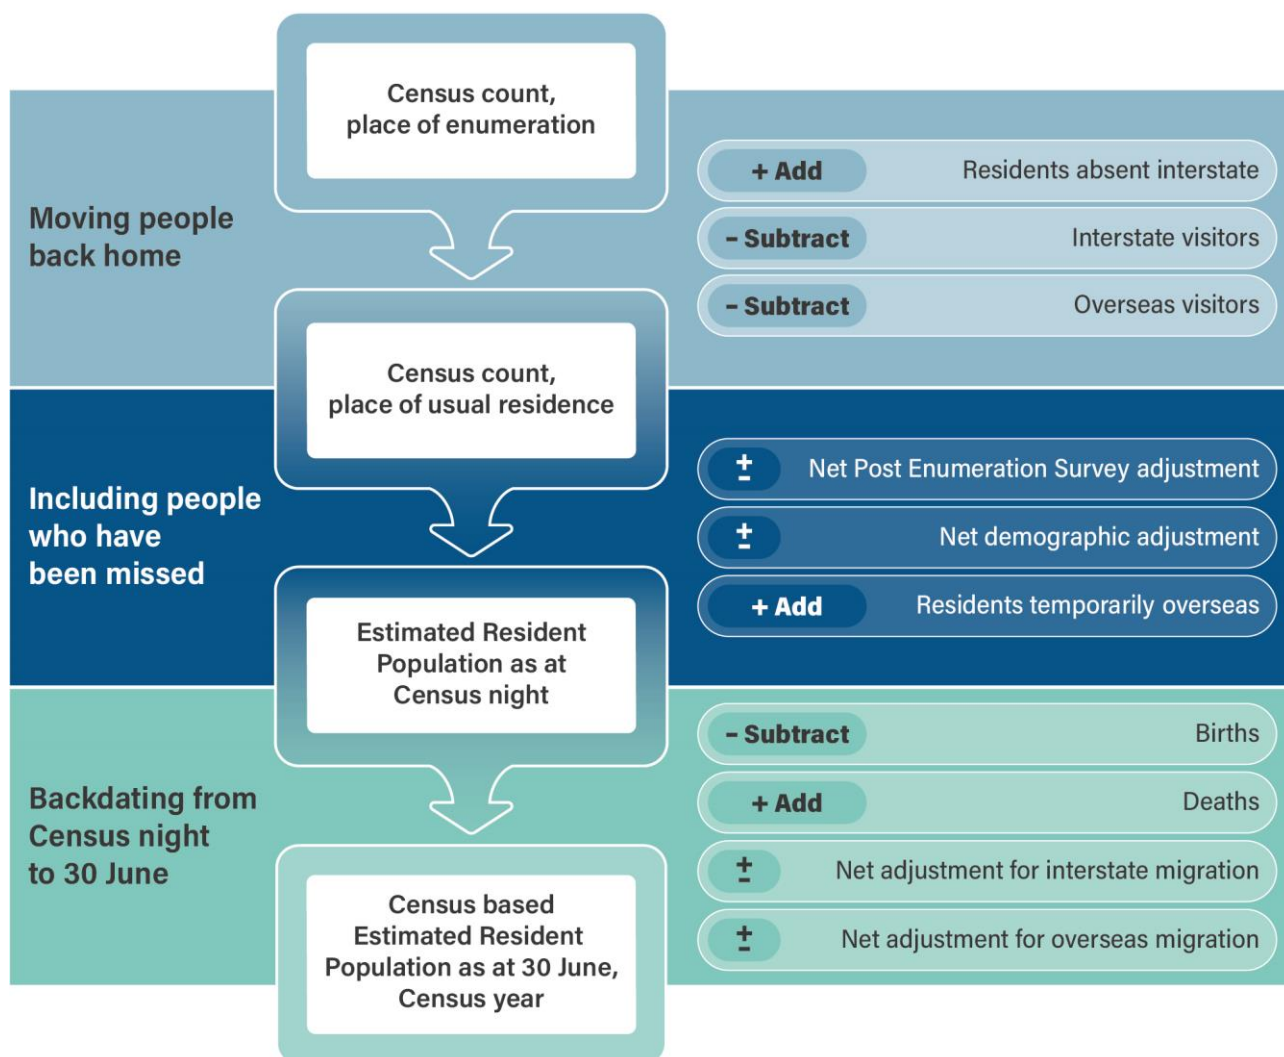 Census count,
place of enumeration
Moving people
back home
+ Add Residents absent interstate
– Subtract Interstate visitors
– Subtract Overseas visitors
Census count,
place of usual residence
Including people
who have
been missed
± Net Post Enumeration Survey adjustment
± Net demographic adjustment
+ Add Residents temporarily overseas
Estimated Resident
Population as at
Census night
Backdating from
Census night
to 30 June
– Subtract Births
+ Add Deaths
± Net adjustment for interstate migration
± Net adjustment for overseas migration
Census based
Estimated Resident
Population as at 30 June,
Census year